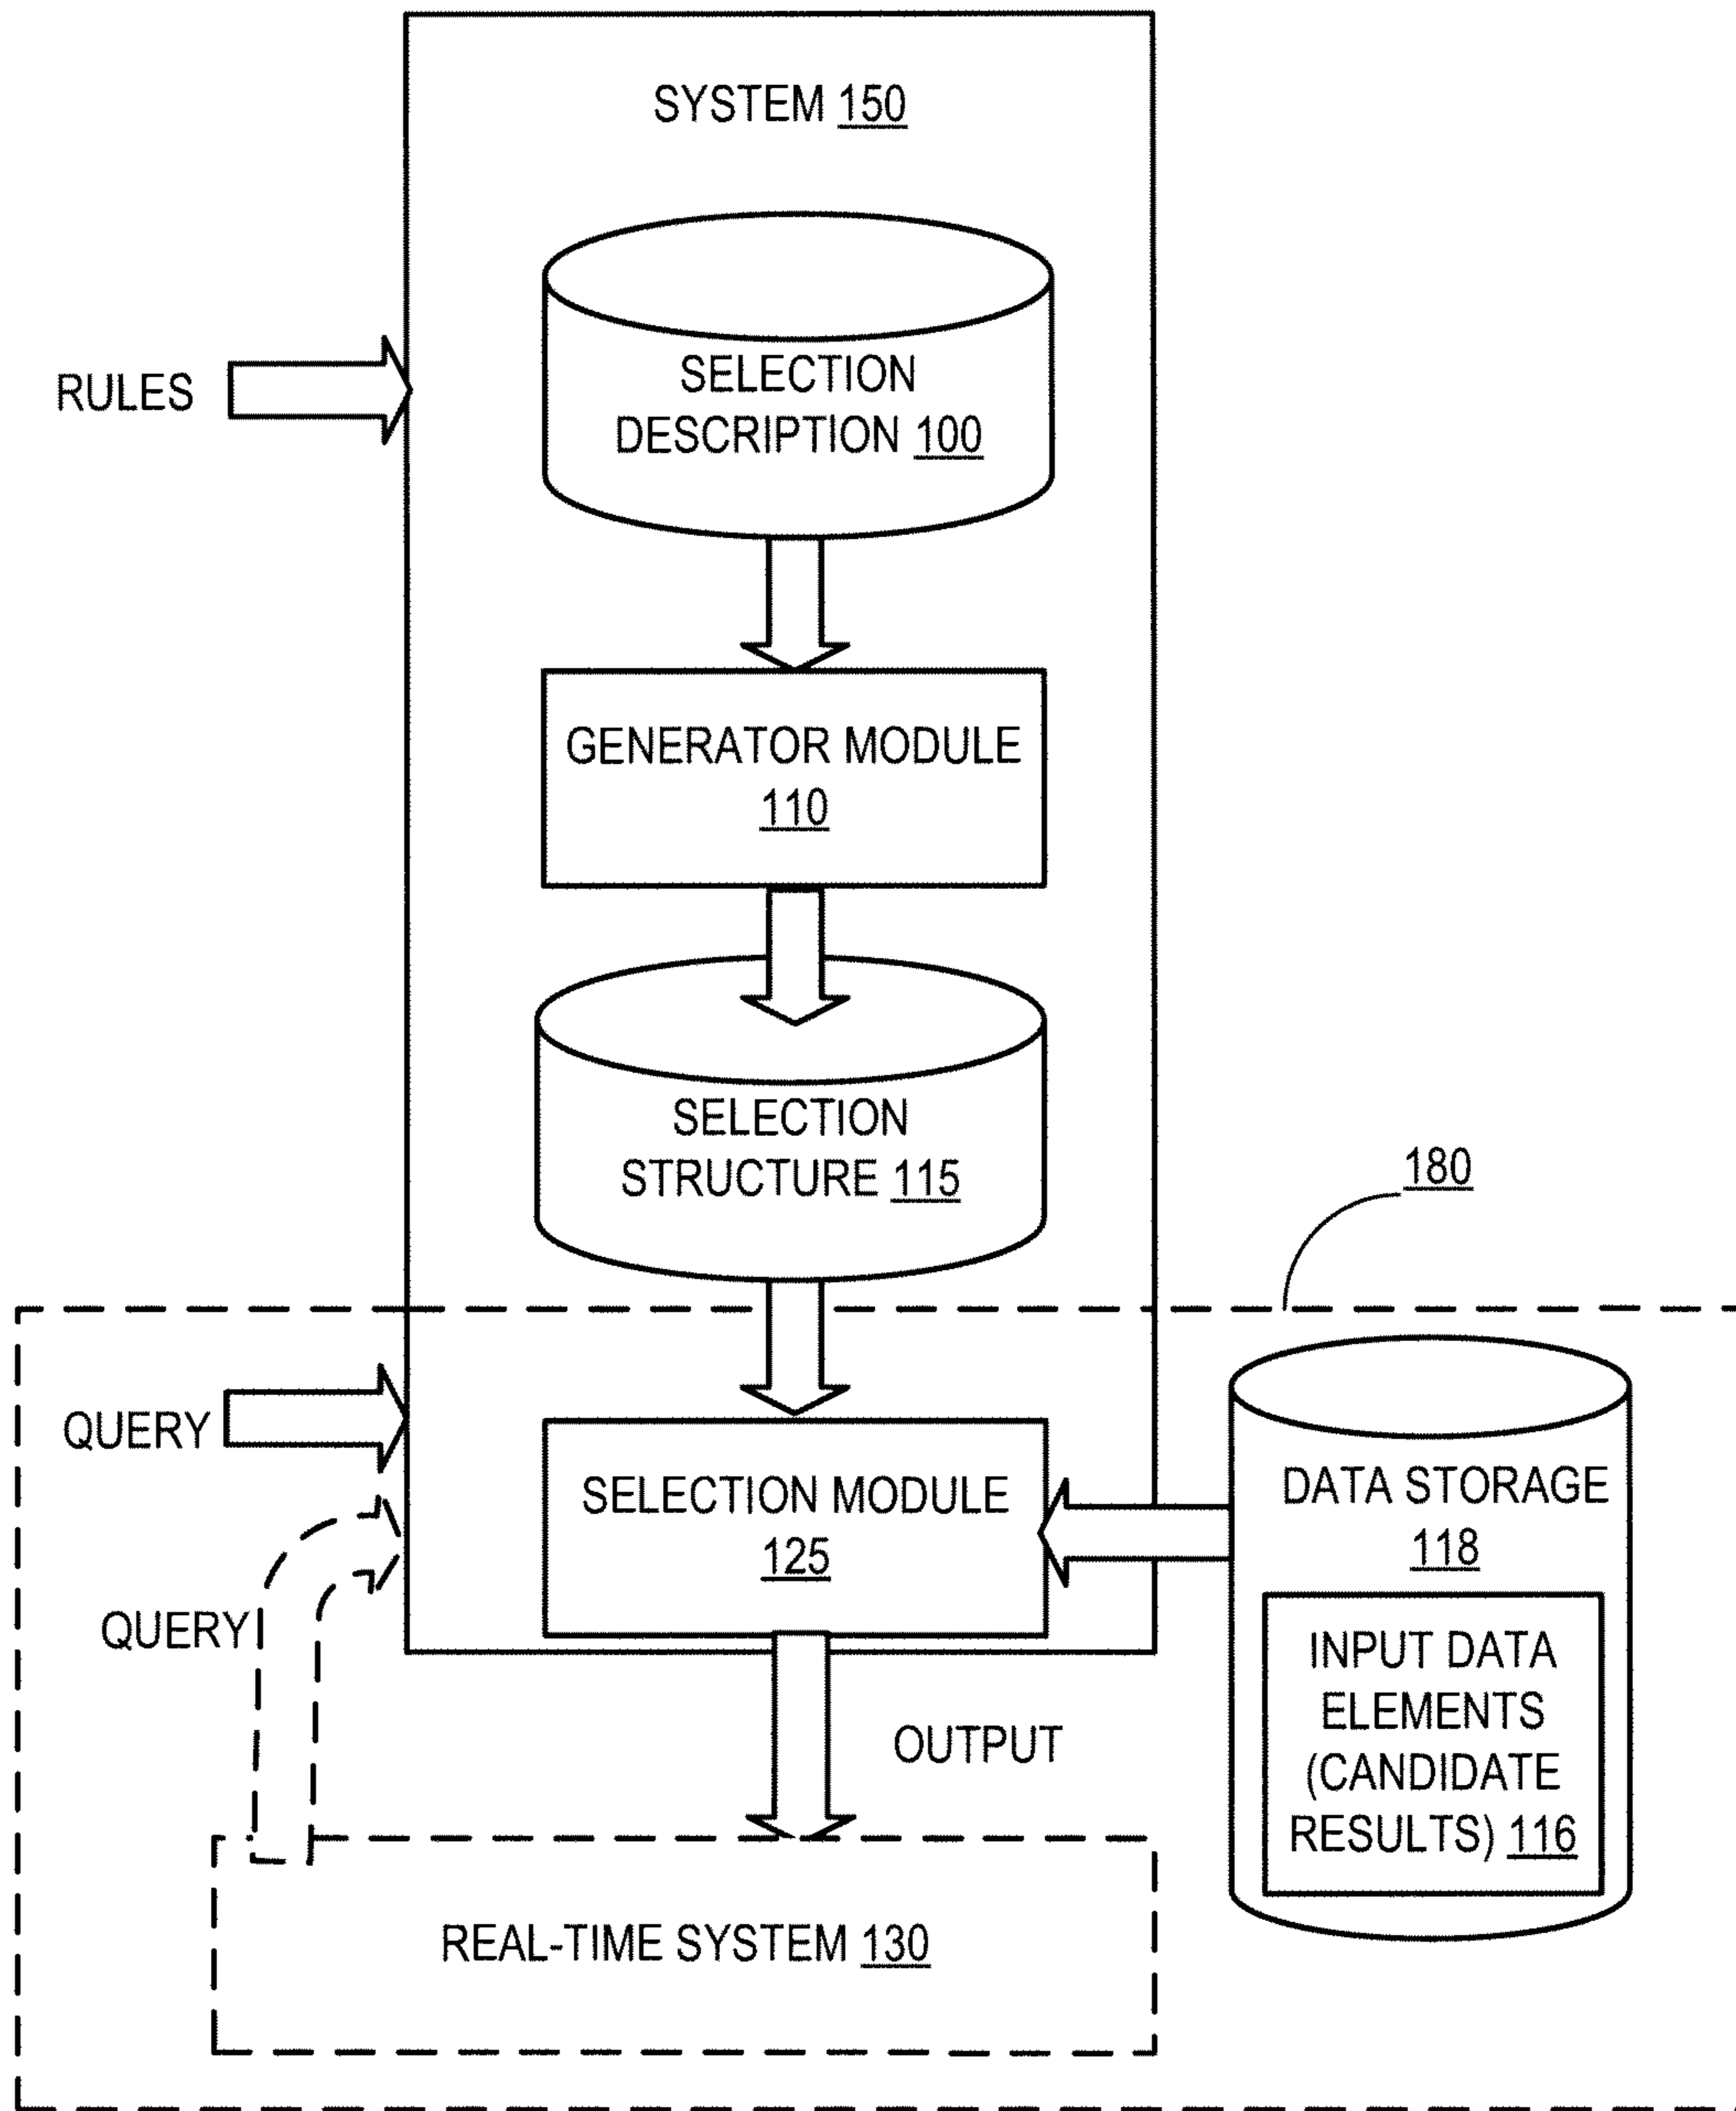 SYSTEM 150
RULES
SELECTION
DESCRIPTION 100
GENERATOR MODULE
110
SELECTION
STRUCTURE 115
180
QUERY
SELECTION MODULE
125
DATA STORAGE
118
QUERY
INPUT DATA
ELEMENTS
(CANDIDATE
RESULTS) 116
OUTPUT
REAL-TIME SYSTEM 130